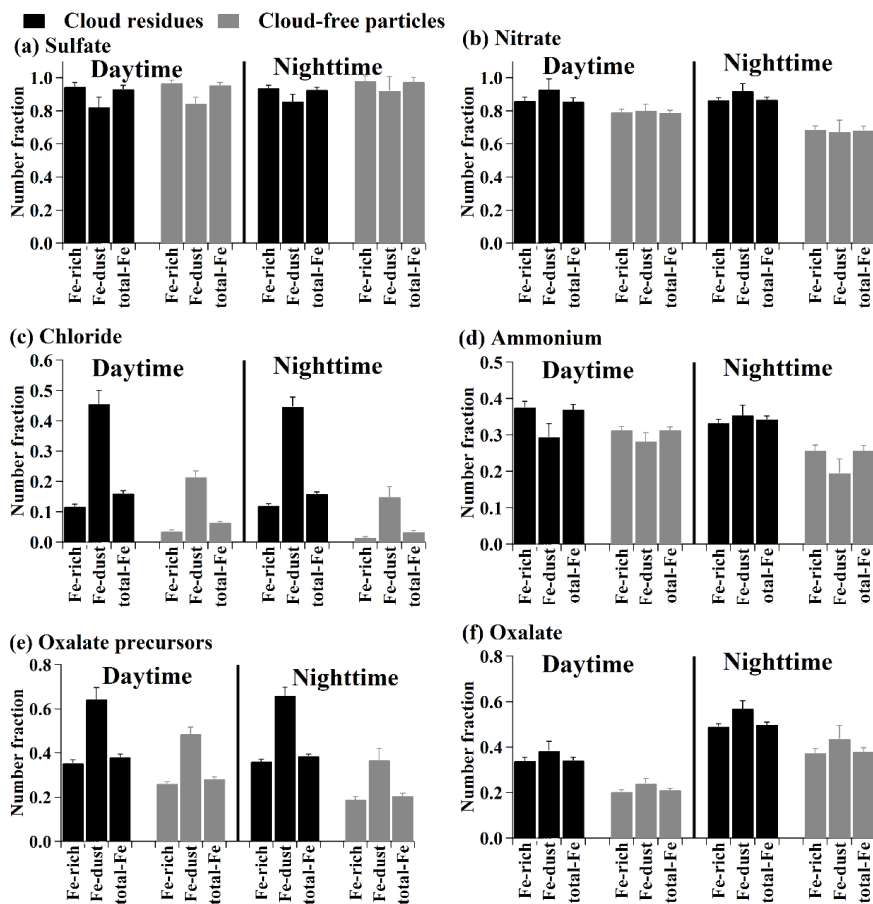 Cloud residues Cloud-free particles
(a) Sulfate
Daytime Nighttime
Number fraction
1.0
0.8
0.6
0.4
0.2
0.0
Fe-rich Fe-dust total-Fe Fe-rich Fe-dust total-Fe Fe-rich Fe-dust total-Fe Fe-rich Fe-dust total-Fe
(b) Nitrate
Daytime Nighttime
Number fraction
1.0
0.8
0.6
0.4
0.2
0.0
Fe-rich Fe-dust total-Fe Fe-rich Fe-dust total-Fe Fe-rich Fe-dust total-Fe Fe-rich Fe-dust total-Fe
(c) Chloride
Daytime Nighttime
Number fraction
0.6
0.5
0.4
0.3
0.2
0.1
0.0
Fe-rich Fe-dust total-Fe Fe-rich Fe-dust total-Fe Fe-rich Fe-dust total-Fe Fe-rich Fe-dust total-Fe
(d) Ammonium
Daytime Nighttime
Number fraction
0.5
0.4
0.3
0.2
0.1
0.0
Fe-rich Fe-dust otal-Fe Fe-rich Fe-dust otal-Fe Fe-rich Fe-dust otal-Fe Fe-rich Fe-dust otal-Fe
(e) Oxalate precursors
Daytime Nighttime
Number fraction
0.8
0.6
0.4
0.2
0.0
Fe-rich Fe-dust total-Fe Fe-rich Fe-dust total-Fe Fe-rich Fe-dust total-Fe Fe-rich Fe-dust total-Fe
(f) Oxalate
Daytime Nighttime
Number fraction
0.8
0.6
0.4
0.2
0.0
Fe-rich Fe-dust total-Fe Fe-rich Fe-dust total-Fe Fe-rich Fe-dust total-Fe Fe-rich Fe-dust total-Fe